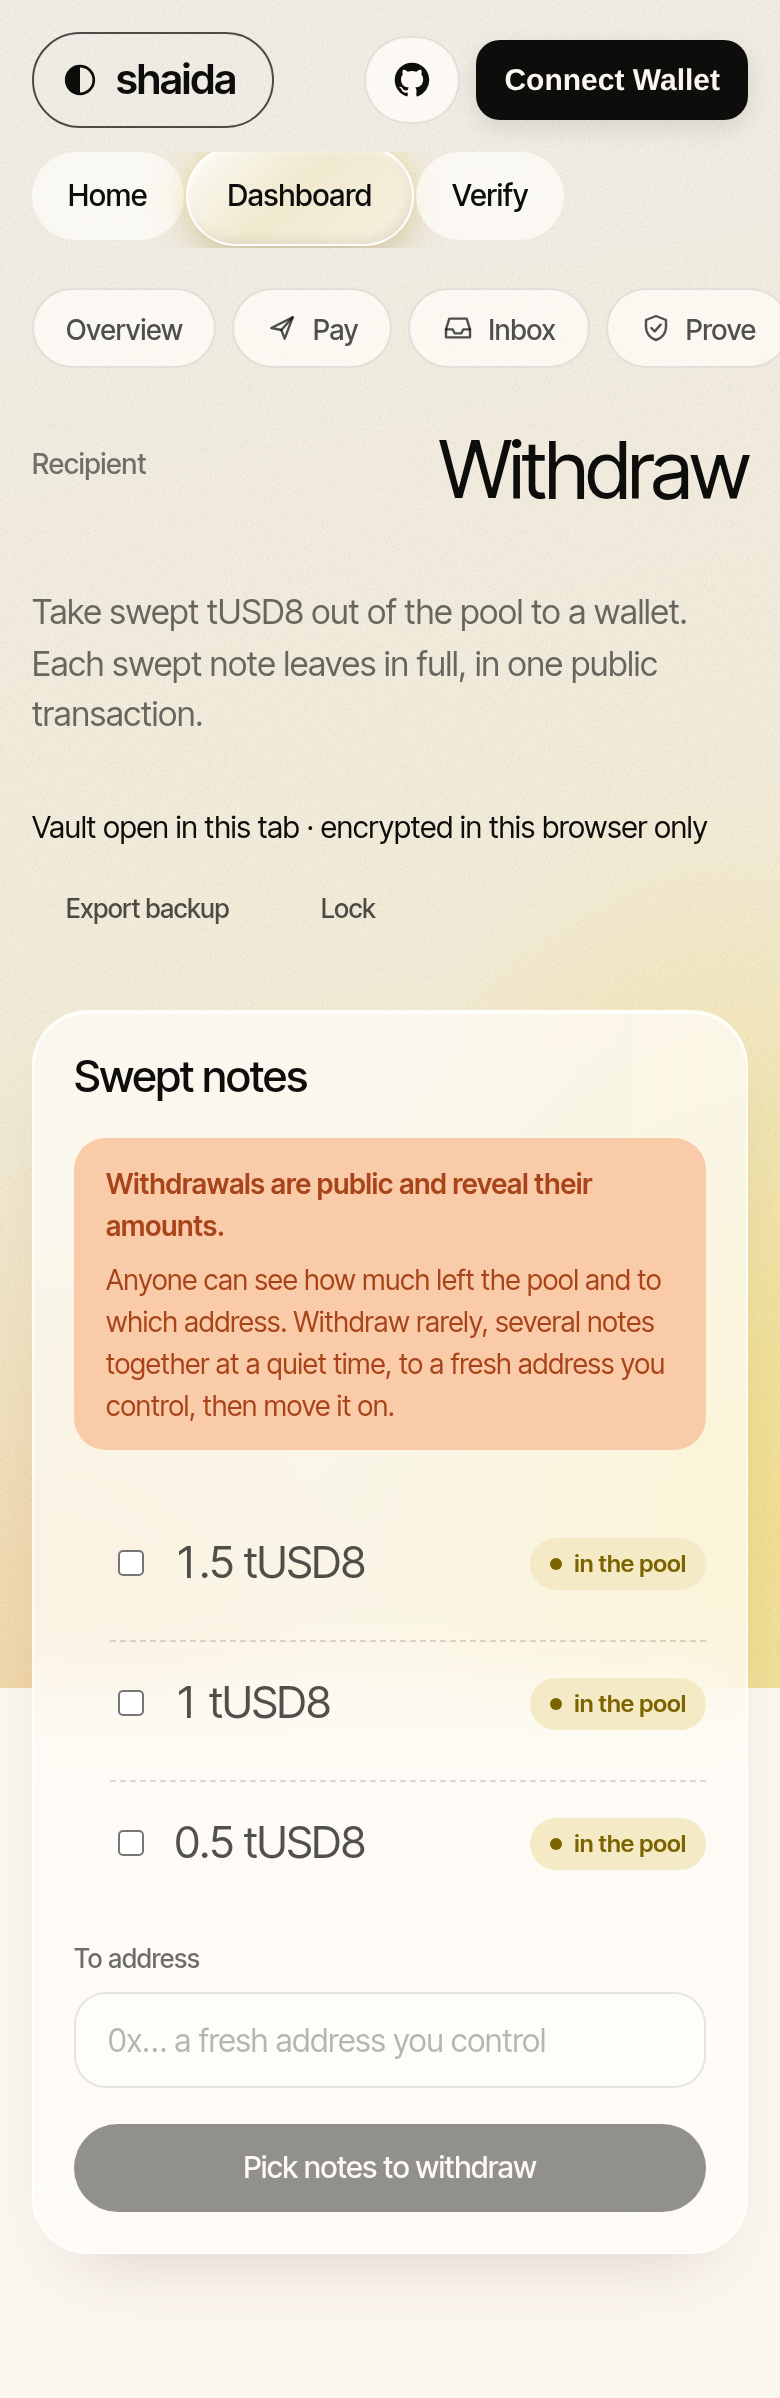 shaida
Connect Wallet
Home
Dashboard
Verify
Overview
Pay
Inbox
Prove
Recipient
Withdraw
Take swept tUSD8 out of the pool to a wallet.
Each swept note leaves in full, in one public
transaction.
Vault open in this tab · encrypted in this browser only
Export backup
Lock
Swept notes
Withdrawals are public and reveal their
amounts.
Anyone can see how much left the pool and to
which address. Withdraw rarely, several notes
together at a quiet time, to a fresh address you
control, then move it on.
1.5 tUSD8
in the pool
1 tUSD8
in the pool
0.5 tUSD8
in the pool
To address
0x... a fresh address you control
Pick notes to withdraw